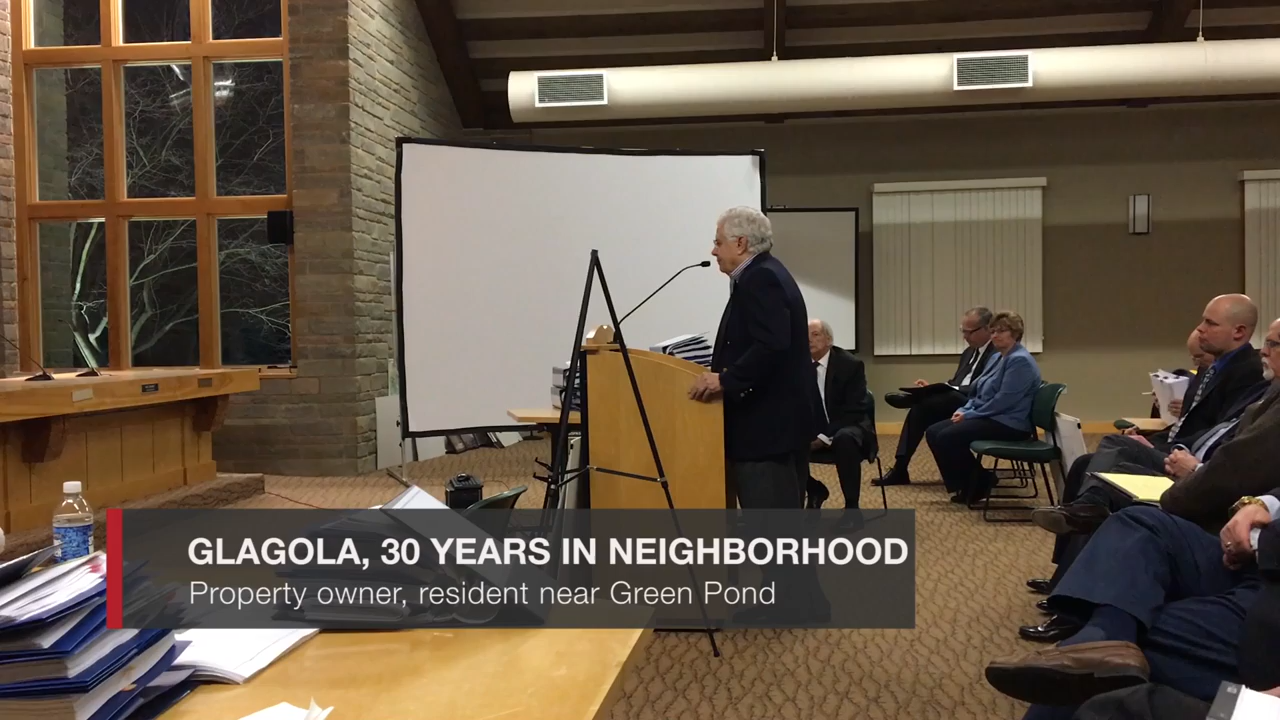 GLAGOLA, 30 YEARS IN NEIGHBORHOOD
Property owner, resident near Green Pond